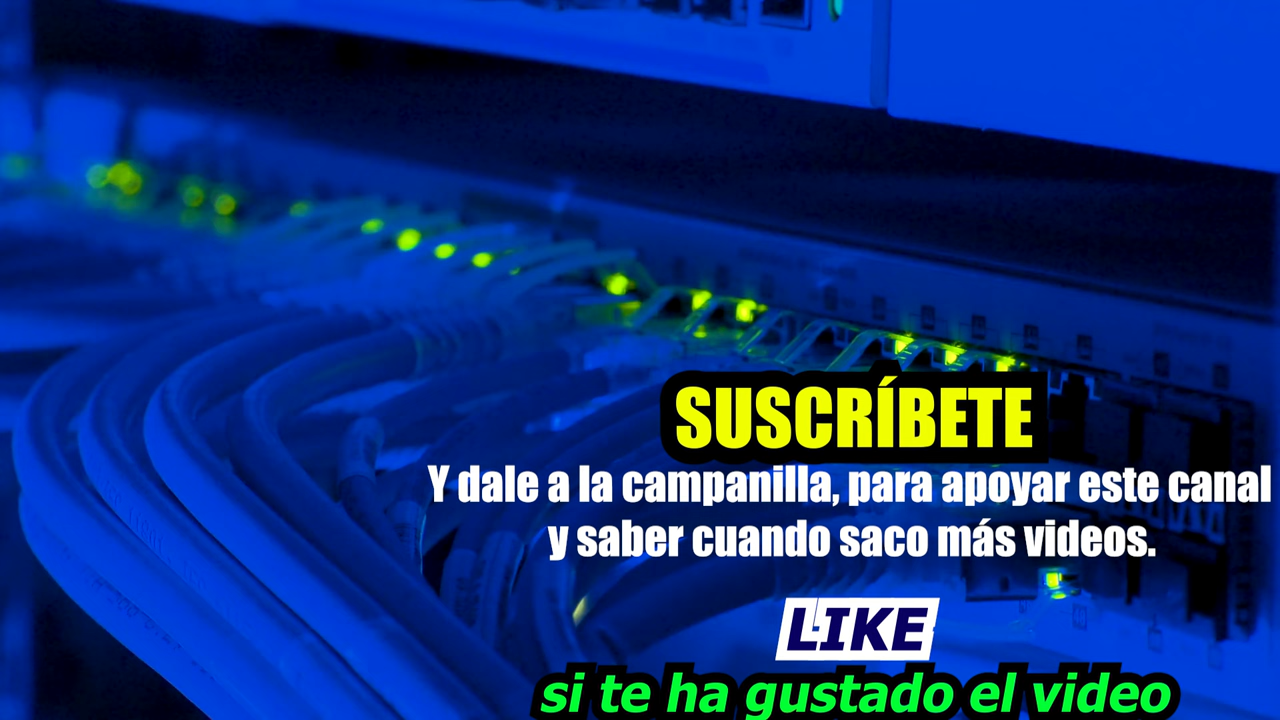 SUSCRÍBETE
Y dale a la campanilla, para apoyar este canal
y saber cuando saco más videos.
LIKE
si te ha gustado el video